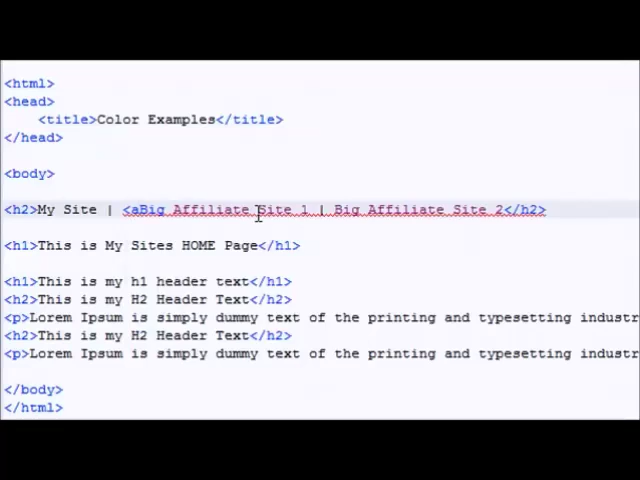 <html>
<head>
<title>Color Examples</title>
</head>
<body>
<h2>My Site | <aBig Affiliate Site 1 | Big Affiliate Site 2</h2>
<h1>This is My Sites HOME Page</h1>
<h1>This is my h1 header text</h1>
<h2>This is my H2 Header Text</h2>
<p>Lorem Ipsum is simply dummy text of the printing and typesetting industr
<h2>This is my H2 Header Text</h2>
<p>Lorem Ipsum is simply dummy text of the printing and typesetting industr
</body>
</html>